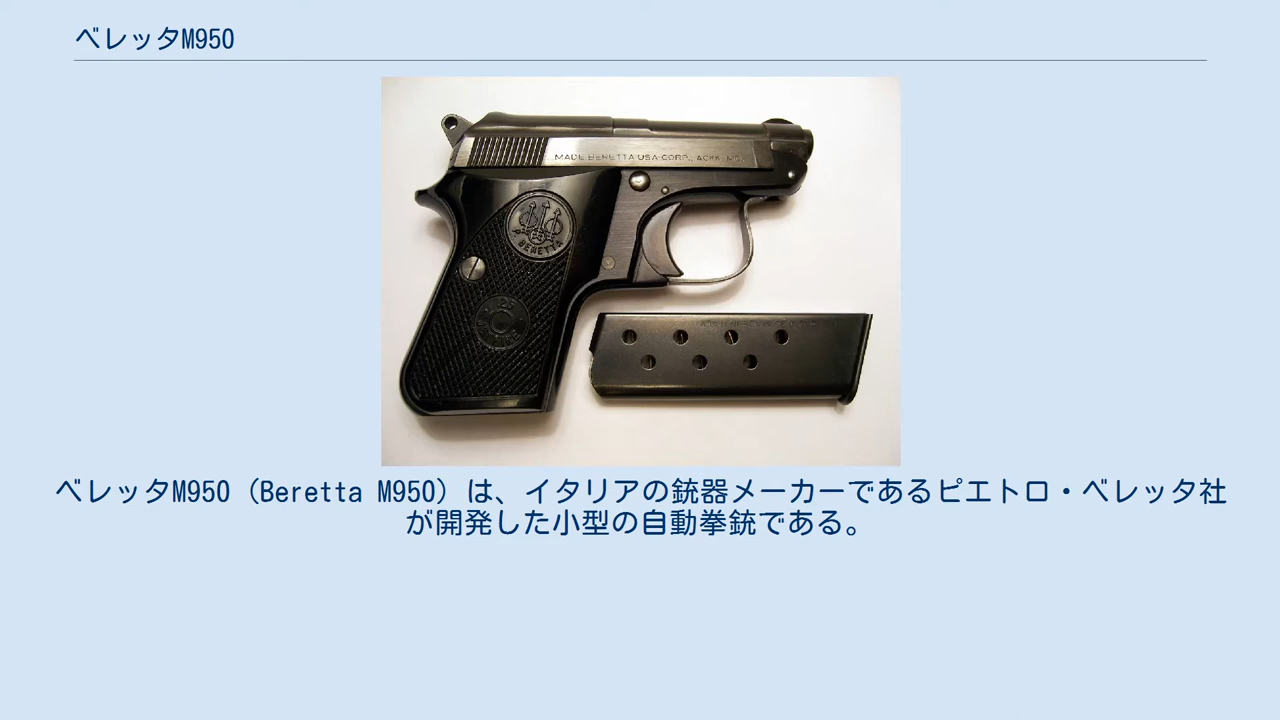 ベレッタM950
MADE BERETTA USA CORP., ACKK. MD.
BERETTA
ベレッタM950（Beretta M950）は、イタリアの銃器メーカーであるピエトロ・ベレッタ社
が開発した小型の自動拳銃である。